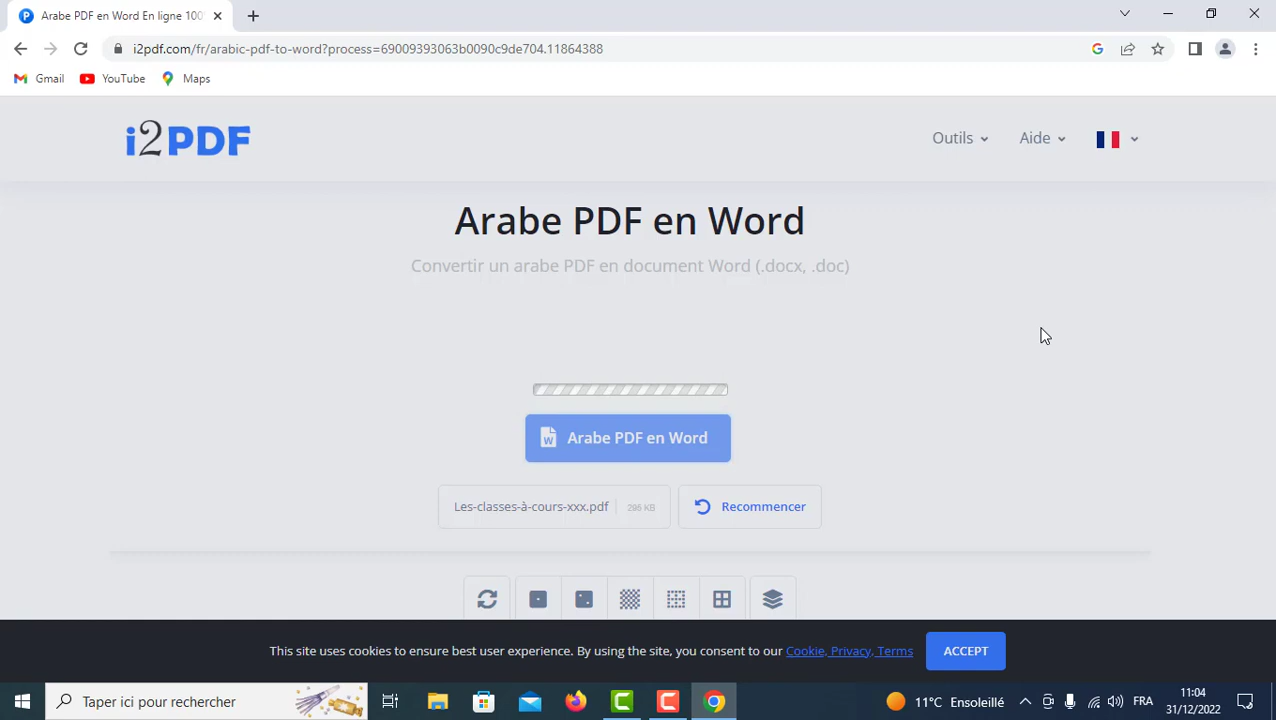 Arabe PDF en Word En ligne 100
i2pdf.com/fr/arabic-pdf-to-word?process=69009393063b0090c9de704.11864388
Gmail YouTube Maps
i2PDF Outils Aide
Arabe PDF en Word
Convertir un arabe PDF en document Word (.docx, .doc)
Arabe PDF en Word
Les-classes-à-cours-xxx.pdf 286 KB Recommencer
This site uses cookies to ensure best user experience. By using the site, you consent to our Cookie, Privacy, Terms ACCEPT
Taper ici pour rechercher 11°C Ensoleillé FRA 11:04
31/12/2022